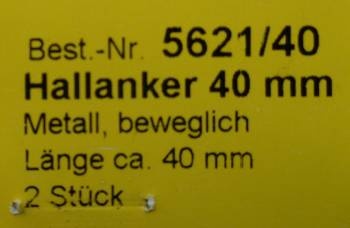 Best.-Nr. 5621/40
Hallanker 40 mm
Metall, beweglich
Länge ca. 40 mm
2 Stück